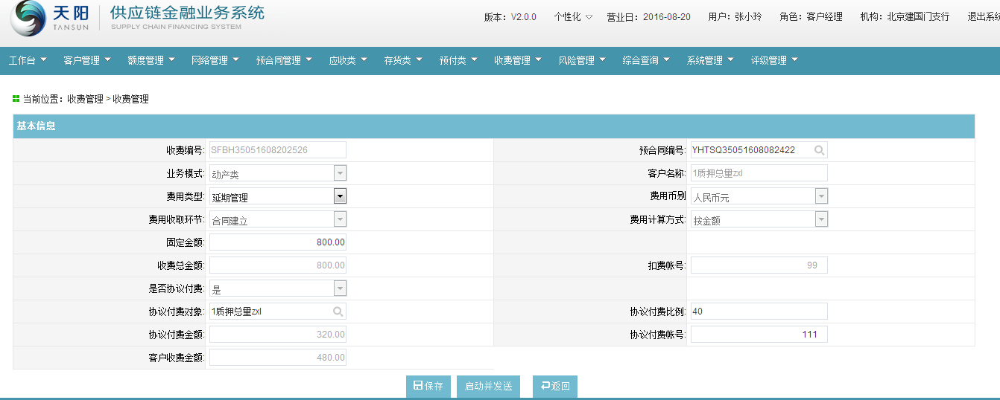 天阳
TANSUN
供应链金融业务系统
SUPPLY CHAIN FINANCING SYSTEM
版本：V2.0.0 个性化 营业日：2016-08-20 用户：张小玲 角色：客户经理 机构：北京建国门支行 退出系统
工作台 客户管理 额度管理 网络管理 预合同管理 应收类 存货类 预付类 收费管理 风险管理 综合查询 系统管理 评级管理
当前位置：收费管理 > 收费管理
基本信息
收费编号: SFBH35051608202526 预合同编号: YHTSQ35051608082422
业务模式: 动产类 客户名称: 1质押总量zxl
费用类型: 延期管理 费用币别 人民币元
费用收取环节: 合同建立 费用计算方式: 按金额
固定金额: 800.00
收费总金额: 800.00 扣费帐号: 99
是否协议付费: 是
协议付费对象: 1质押总量zxl 协议付费比例: 40
协议付费金额: 320.00 协议付费帐号: 111
客户收费金额: 480.00
保存 启动并发送 返回